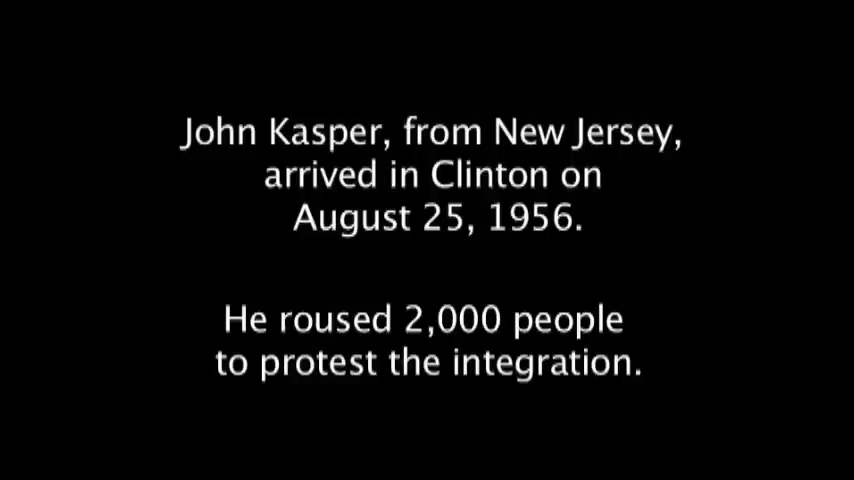 John Kasper, from New Jersey,
arrived in Clinton on
August 25, 1956.
He roused 2,000 people
to protest the integration.